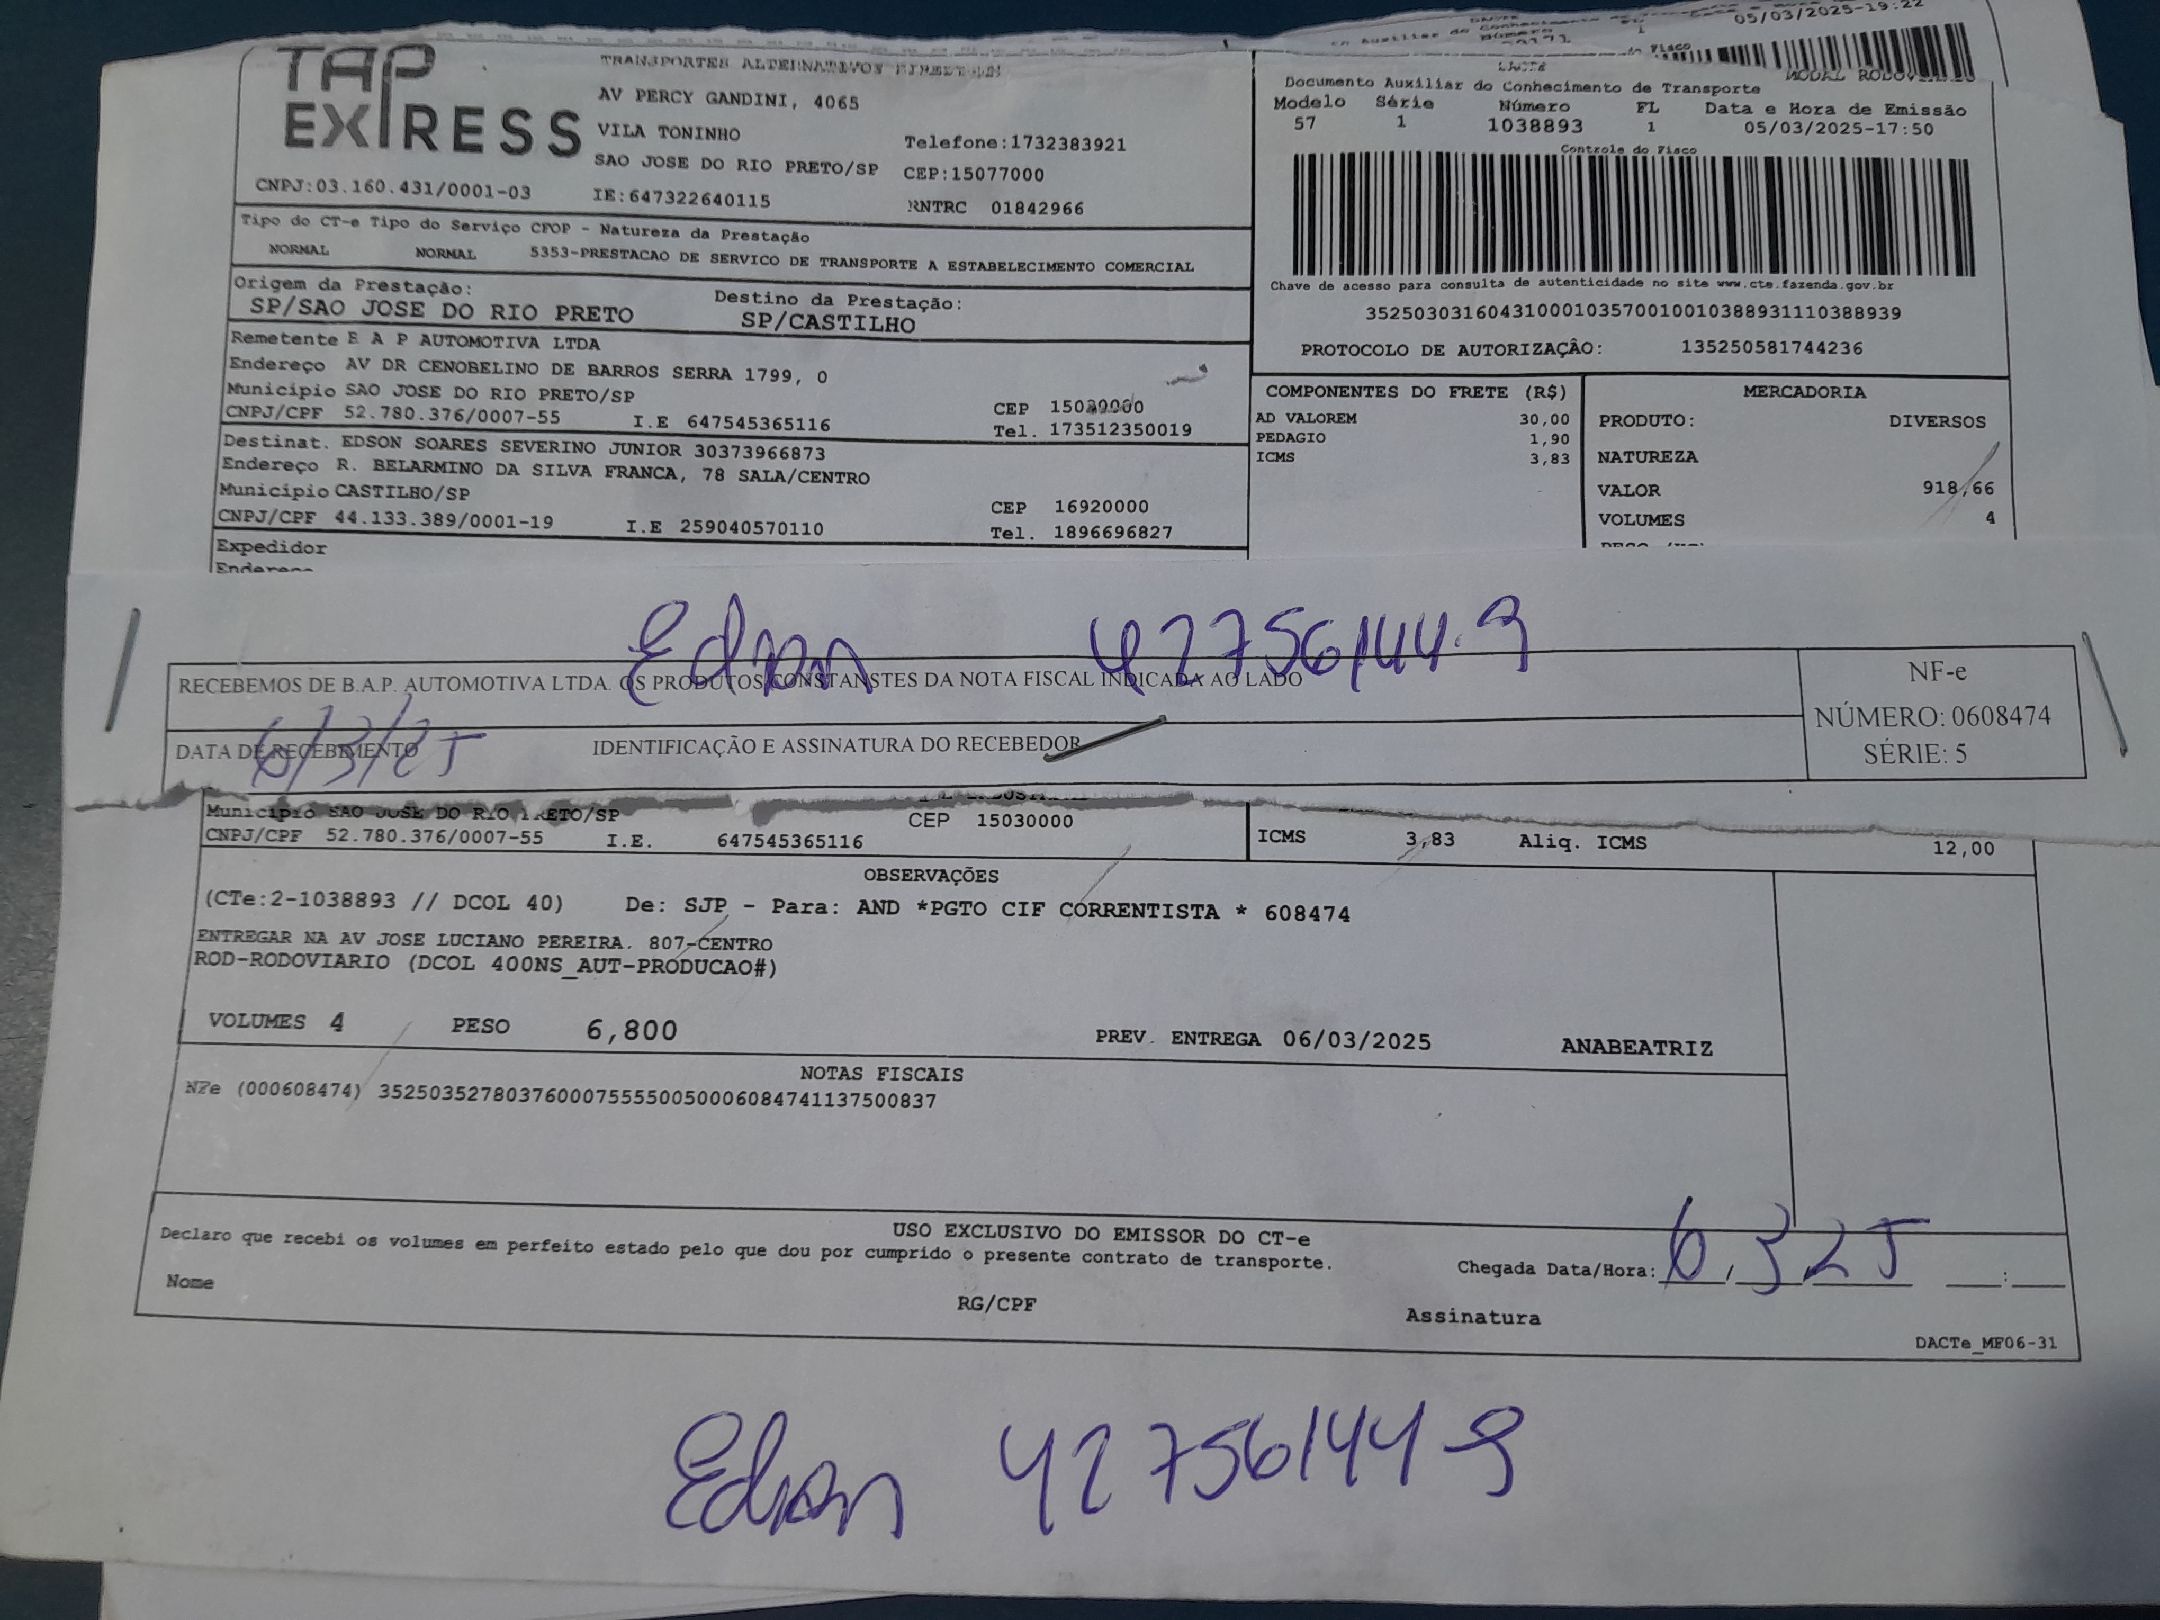 05/03/2025-19:22
TAP EXPRESS
TRANSPORTES ALTERNATIVOS
AV PERCY GANDINI, 4065
VILA TONINHO
Telefone:1732383921
SAO JOSE DO RIO PRETO/SP CEP:15077000
CNPJ:03.160.431/0001-03 IE:647322640115 RNTRC 01842966
DACTE
MODAL RODOVIARIO
Documento Auxiliar do Conhecimento de Transporte
Modelo Série Número FL Data e Hora de Emissão
57 1 1038893 1 05/03/2025-17:50
Controle do Fisco
Chave de acesso para consulta de autenticidade no site www.cte.fazenda.gov.br
35250303160431000103570010010388931110388939
PROTOCOLO DE AUTORIZAÇÃO: 135250581744236
Tipo do CT-e Tipo do Serviço CFOP - Natureza da Prestação
NORMAL NORMAL 5353-PRESTACAO DE SERVICO DE TRANSPORTE A ESTABELECIMENTO COMERCIAL
Origem da Prestação: Destino da Prestação:
SP/SAO JOSE DO RIO PRETO SP/CASTILHO
Remetente B A P AUTOMOTIVA LTDA
Endereço AV DR CENOBELINO DE BARROS SERRA 1799, 0
Município SAO JOSE DO RIO PRETO/SP CEP 15030000
CNPJ/CPF 52.780.376/0007-55 I.E 647545365116 Tel. 173512350019
Destinat. EDSON SOARES SEVERINO JUNIOR 30373966873
Endereço R. BELARMINO DA SILVA FRANCA, 78 SALA/CENTRO
Município CASTILHO/SP CEP 16920000
CNPJ/CPF 44.133.389/0001-19 I.E 259040570110 Tel. 1896696827
Expedidor
Endereço
COMPONENTES DO FRETE (R$)
AD VALOREM 30,00
PEDAGIO 1,90
ICMS 3,83
MERCADORIA
PRODUTO: DIVERSOS
NATUREZA
VALOR 918,66
VOLUMES 4
Edson 42756144-9
RECEBEMOS DE B.A.P. AUTOMOTIVA LTDA. OS PRODUTOS CONSTANSTES DA NOTA FISCAL INDICADA AO LADO
NF-e
NÚMERO: 0608474
SÉRIE: 5
DATA DE RECEBIMENTO IDENTIFICAÇÃO E ASSINATURA DO RECEBEDOR
6/3/25
Município SAO JOSE DO RIO PRETO/SP CEP 15030000
CNPJ/CPF 52.780.376/0007-55 I.E. 647545365116
ICMS 3,83 Aliq. ICMS 12,00
OBSERVAÇÕES
(CTe:2-1038893 // DCOL 40) De: SJP - Para: AND *PGTO CIF CORRENTISTA * 608474
ENTREGAR NA AV JOSE LUCIANO PEREIRA. 807-CENTRO
ROD-RODOVIARIO (DCOL 400NS_AUT-PRODUCAO#)
VOLUMES 4 PESO 6,800 PREV. ENTREGA 06/03/2025 ANABEATRIZ
NOTAS FISCAIS
NFe (000608474) 35250352780376000755550050006084741137500837
USO EXCLUSIVO DO EMISSOR DO CT-e
Declaro que recebi os volumes em perfeito estado pelo que dou por cumprido o presente contrato de transporte.
Chegada Data/Hora: 6/3/25 __:__
Nome RG/CPF Assinatura
DACTe_MF06-31
Edson 42756144-9